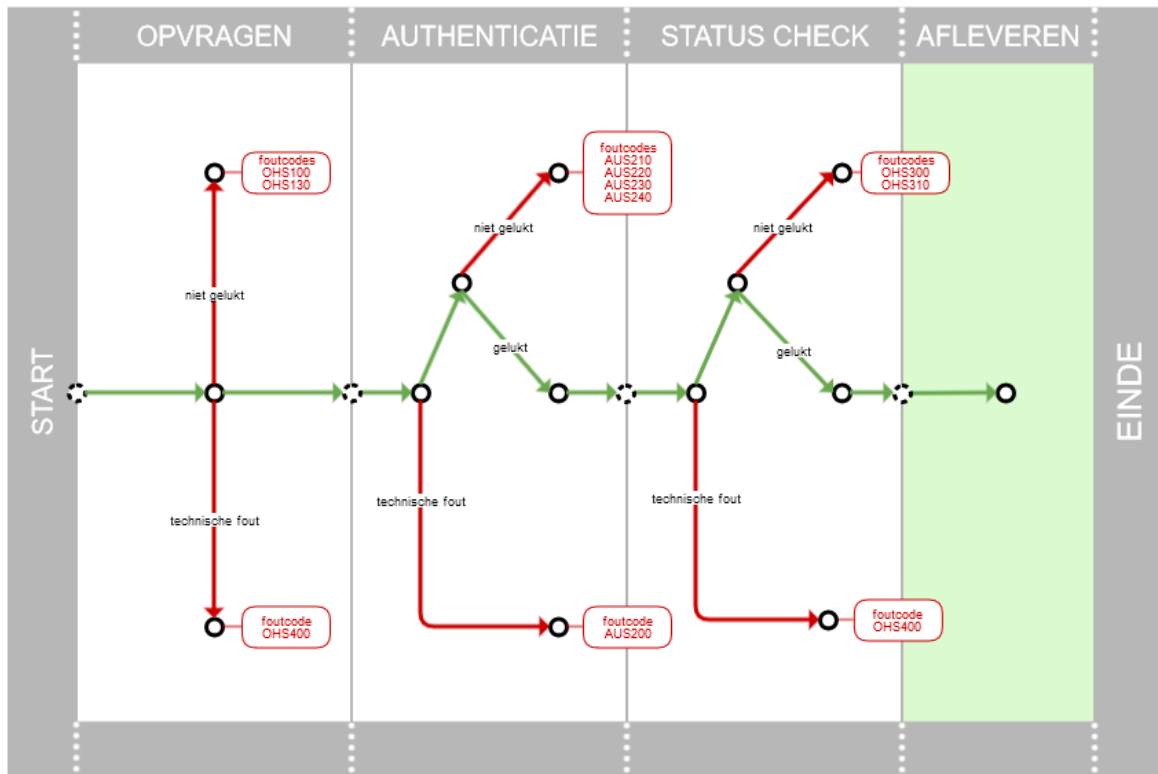 OPVRAGEN
AUTHENTICATIE
STATUS CHECK
AFLEVEREN
START
foutcodes
OHS100
OHS130
niet gelukt
technische fout
foutcode
OHS400
foutcodes
AUS210
AUS220
AUS230
AUS240
niet gelukt
gelukt
technische fout
foutcode
AUS200
foutcodes
OHS300
OHS310
niet gelukt
gelukt
technische fout
foutcode
OHS400
EINDE